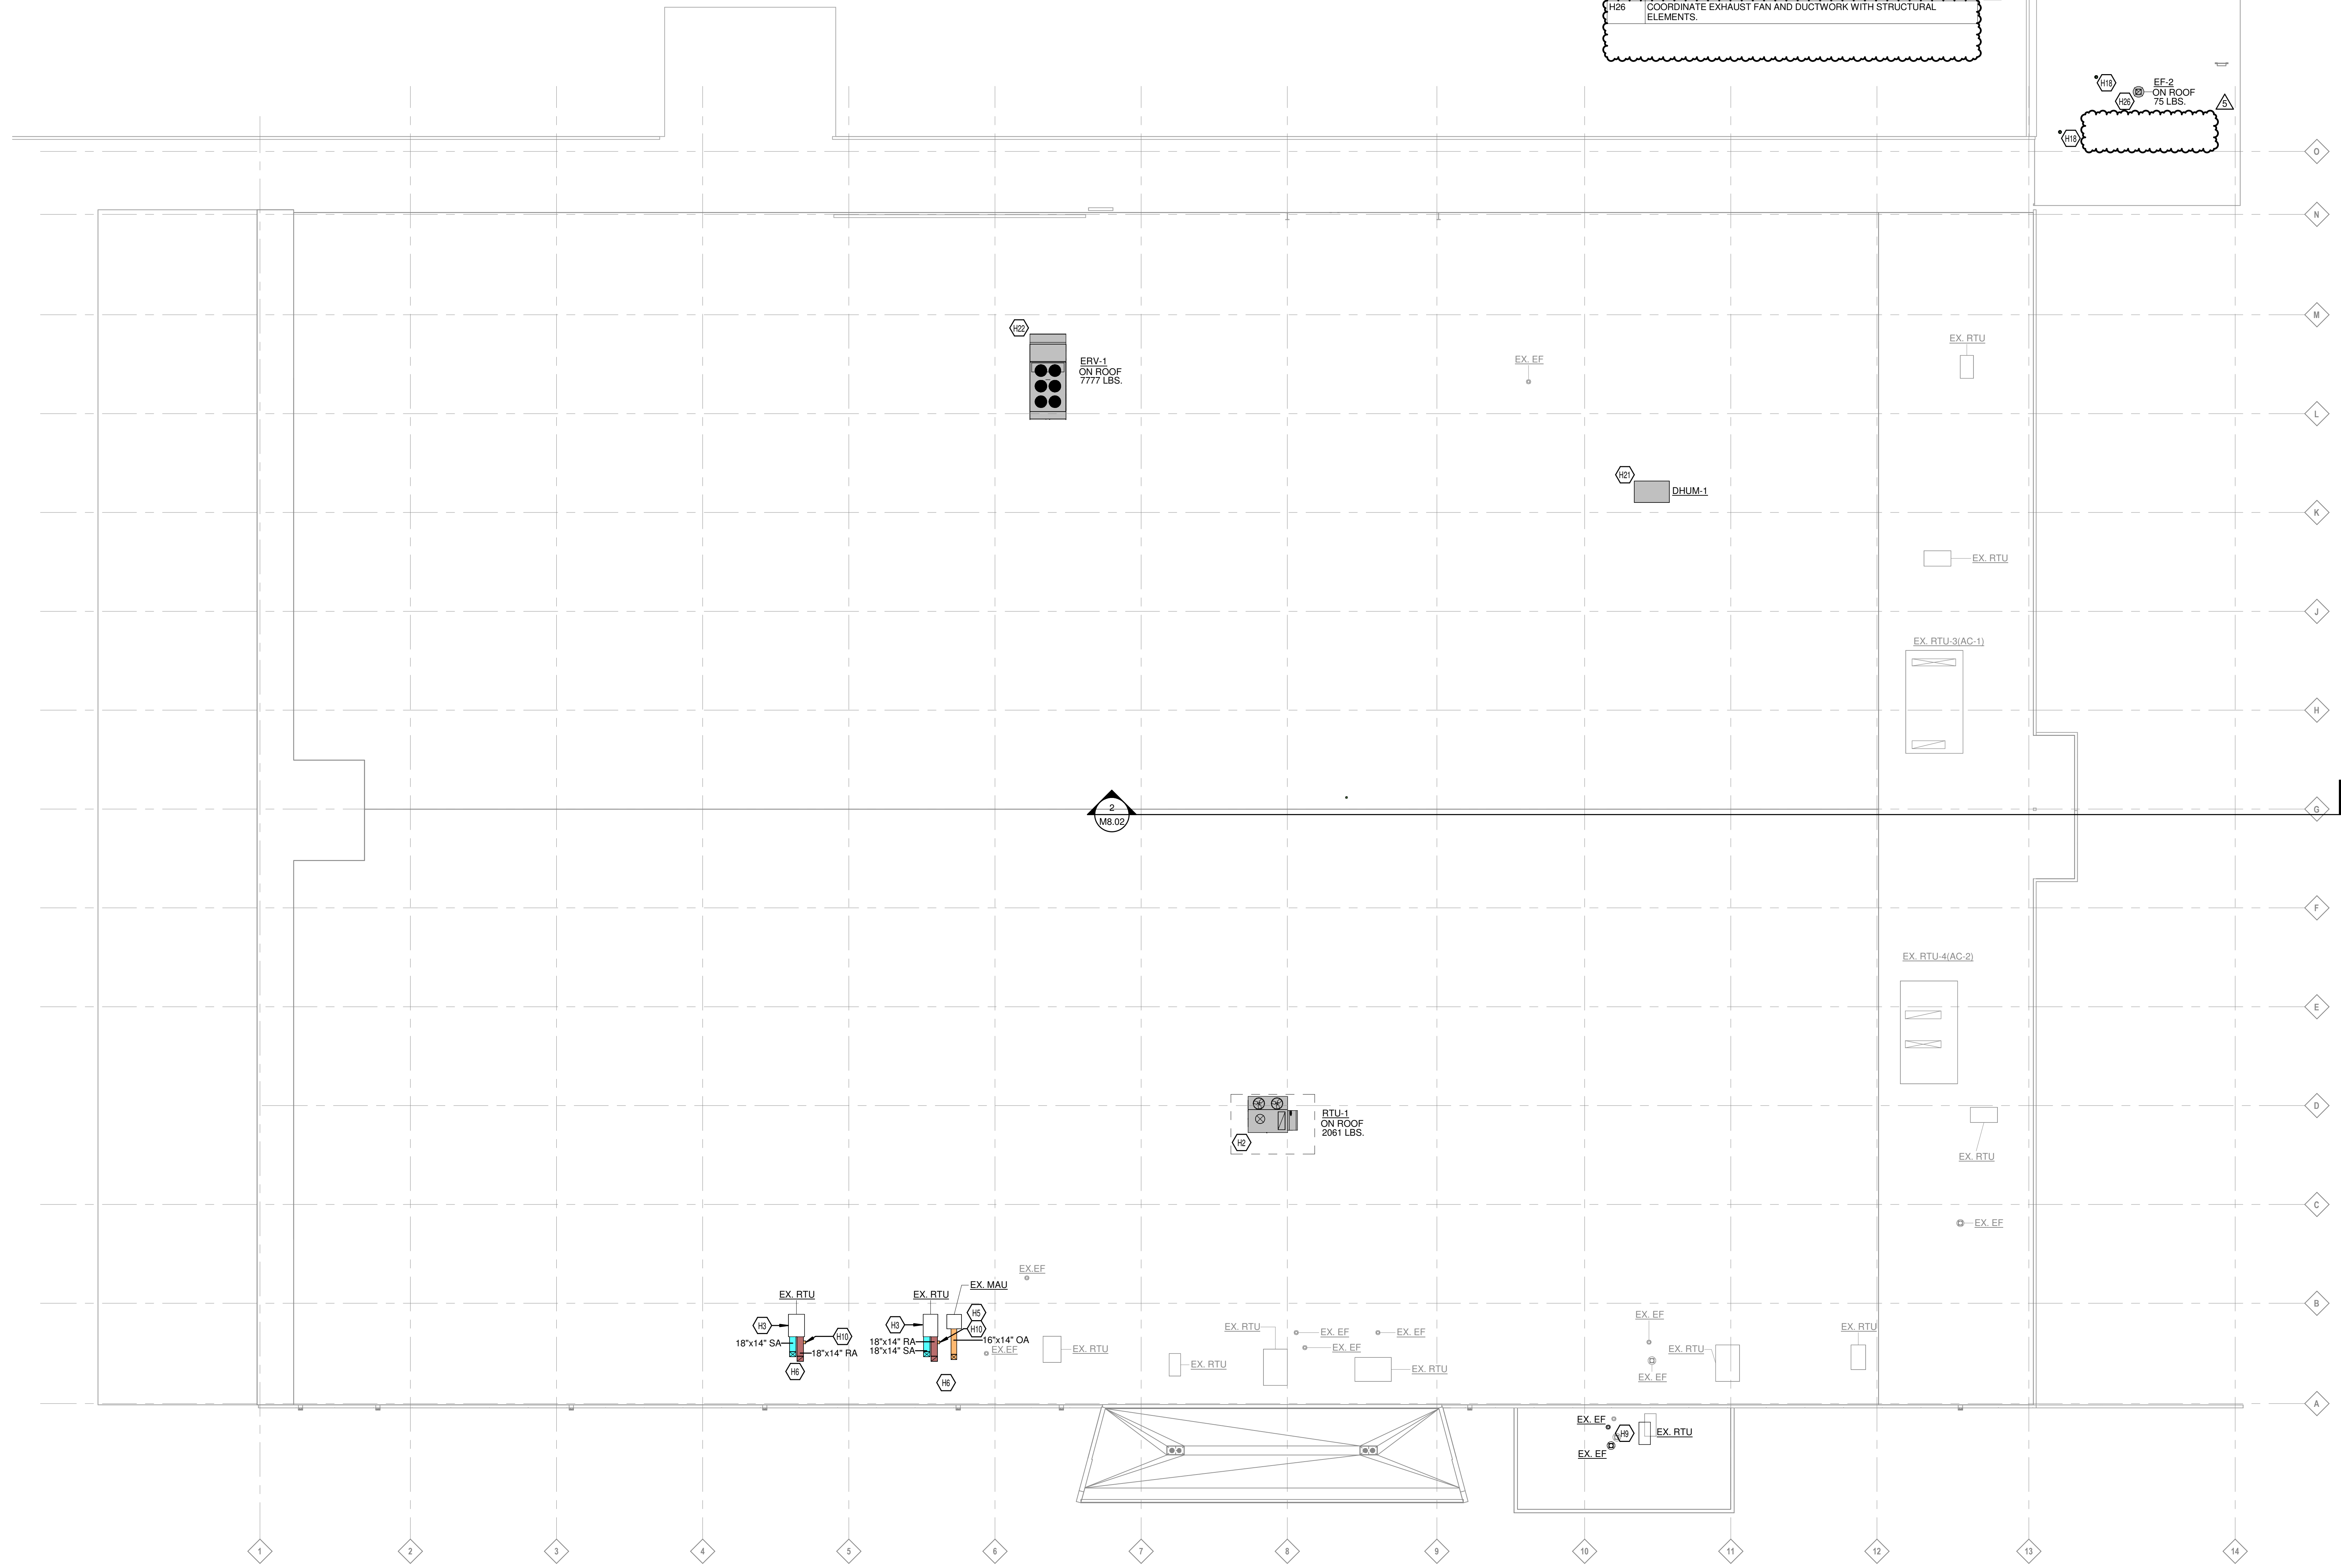 H26 COORDINATE EXHAUST FAN AND DUCTWORK WITH STRUCTURAL
ELEMENTS.
H18
EF-2
ON ROOF
75 LBS.
H26
5
H18
O
N
M
H22
ERV-1
ON ROOF
7777 LBS.
EX. EF
EX. RTU
L
H21
DHUM-1
K
EX. RTU
J
EX. RTU-3(AC-1)
H
2
M8.02
G
F
EX. RTU-4(AC-2)
E
D
RTU-1
ON ROOF
2061 LBS.
H2
EX. RTU
C
EX. EF
EX.EF
EX. MAU
EX. RTU
EX. RTU
B
H3
H10
18"x14" SA
18"x14" RA
H6
H3
H5
H10
18"x14" RA
18"x14" SA
16"x14" OA
EX.EF
H6
EX. RTU
EX. RTU
EX. RTU
EX. EF
EX. EF
EX. EF
EX. RTU
EX. EF
EX. RTU
EX. EF
EX. RTU
A
EX. EF
H9
EX. RTU
EX. EF
1
2
3
4
5
6
7
8
9
10
11
12
13
14